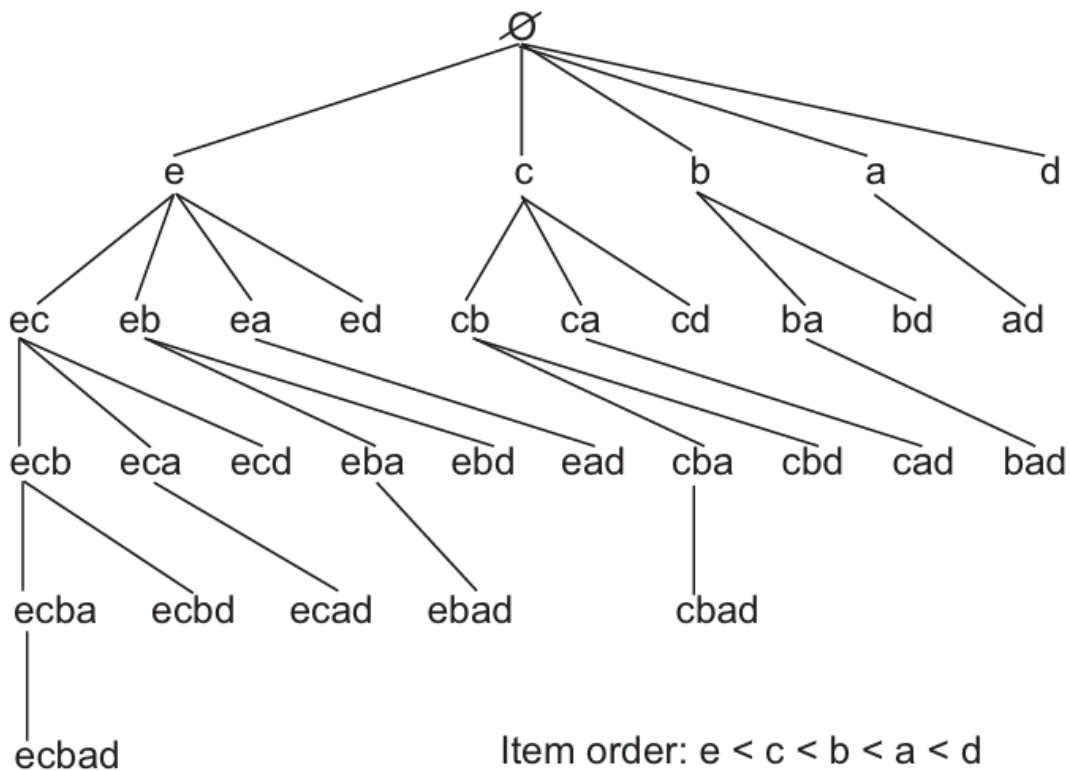 Ø
e c b a d
ec eb ea ed cb ca cd ba bd ad
ecb eca ecd eba ebd ead cba cbd cad bad
ecba ecbd ecad ebad cbad
ecbad
Item order: e < c < b < a < d